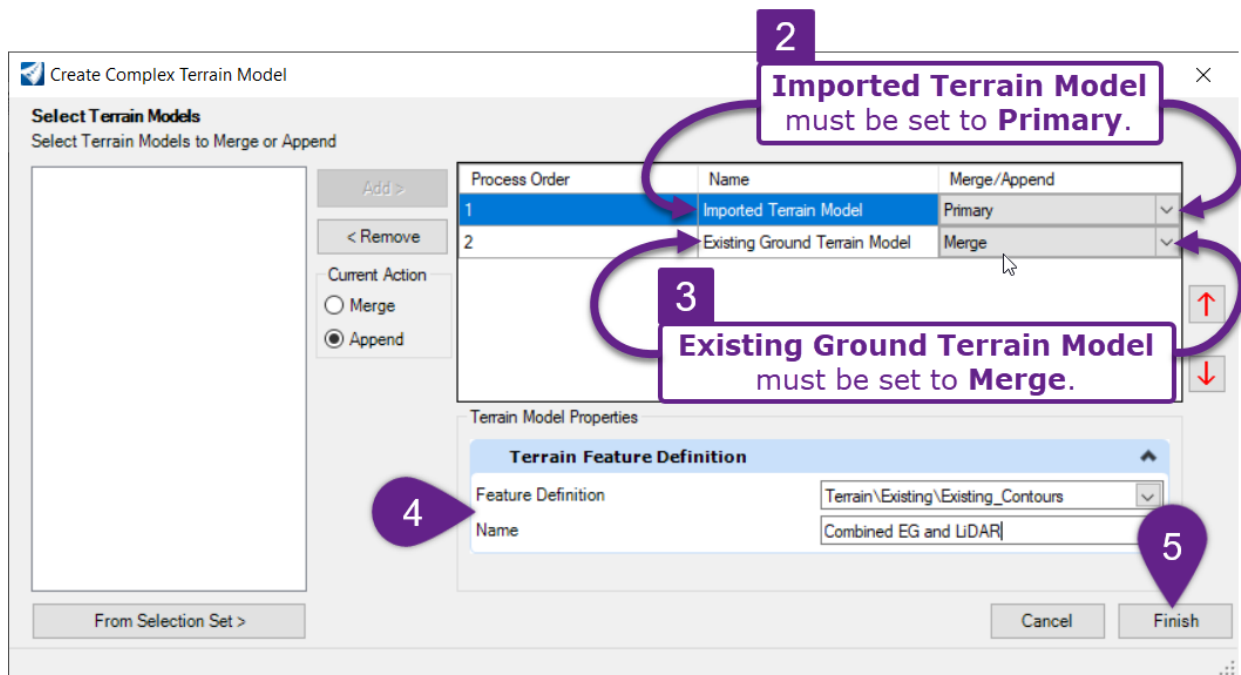 2
Create Complex Terrain Model
Imported Terrain Model
must be set to Primary.
Select Terrain Models
Select Terrain Models to Merge or Append
Add >
< Remove
Current Action
Merge
Append
Process Order Name Merge/Append
1 Imported Terrain Model Primary
2 Existing Ground Terrain Model Merge
3
Existing Ground Terrain Model
must be set to Merge.
Terrain Model Properties
Terrain Feature Definition
4
Feature Definition Terrain\Existing\Existing_Contours
Name Combined EG and LiDAR
5
From Selection Set >
Cancel
Finish